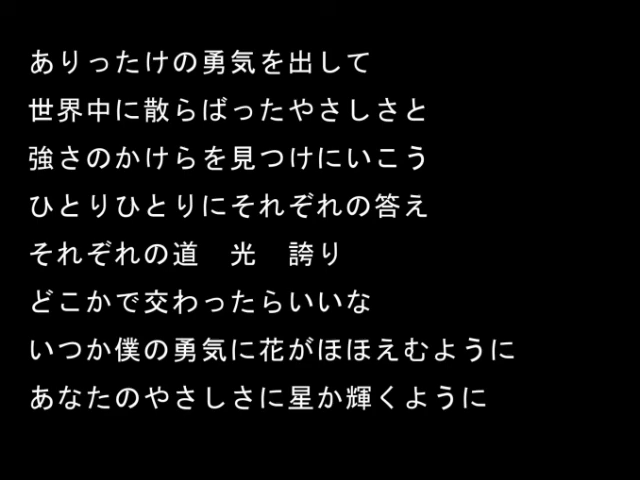 ありったけの勇気を出して
世界中に散らばったやさしさと
強さのかけらを見つけにいこう
ひとりひとりにそれぞれの答え
それぞれの道　光　誇り
どこかで交わったらいいな
いつか僕の勇気に花がほほえむように
あなたのやさしさに星か輝くように